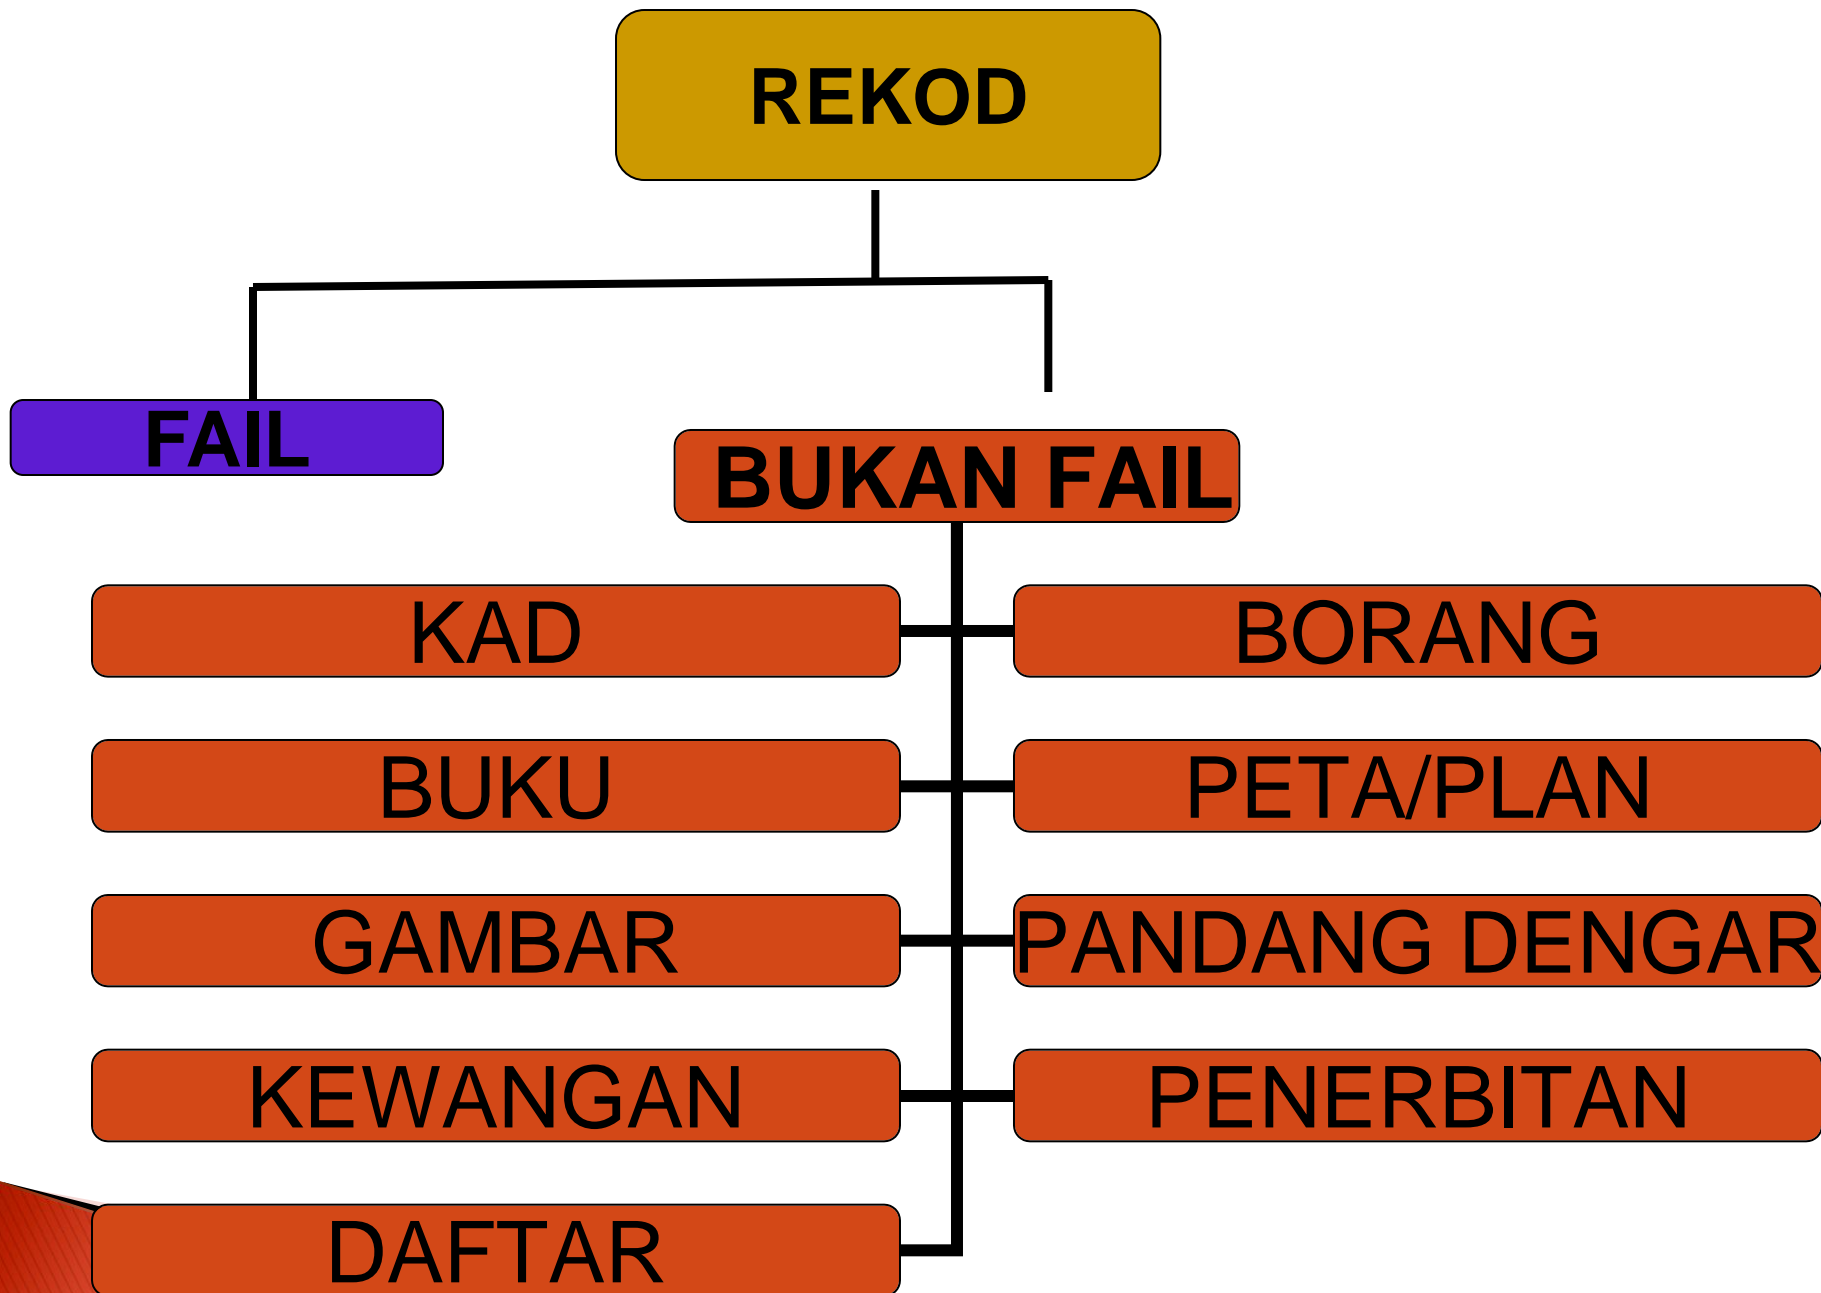 REKOD
FAIL
BUKAN FAIL
KAD
BORANG
BUKU
PETA/PLAN
GAMBAR
PANDANG DENGAR
KEWANGAN
PENERBITAN
DAFTAR